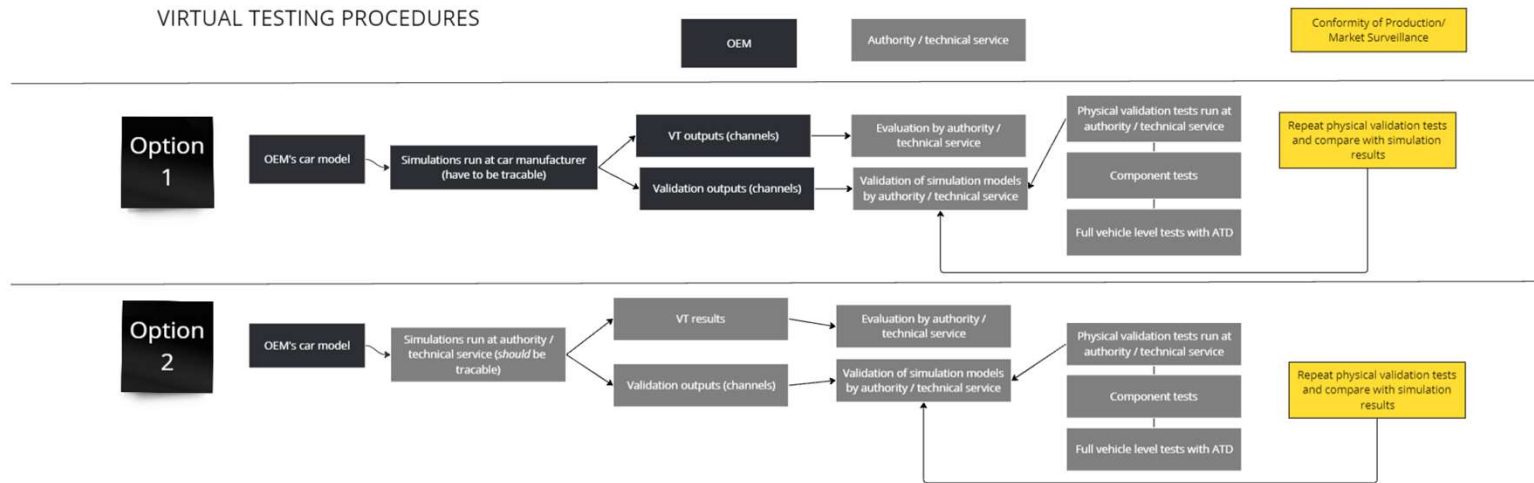 VIRTUAL TESTING PROCEDURES
OEM
Authority / technical service
Conformity of Production/
Market Surveillance
Option
1
OEM's car model
Simulations run at car manufacturer
(have to be tracable)
VT outputs (channels)
Validation outputs (channels)
Evaluation by authority /
technical service
Validation of simulation models
by authority / technical service
Physical validation tests run at
authority / technical service
Component tests
Full vehicle level tests with ATD
Repeat physical validation tests
and compare with simulation
results
Option
2
OEM's car model
Simulations run at authority /
technical service (should be
tracable)
VT results
Validation outputs (channels)
Evaluation by authority /
technical service
Validation of simulation models
by authority / technical service
Physical validation tests run at
authority / technical service
Component tests
Full vehicle level tests with ATD
Repeat physical validation tests
and compare with simulation
results